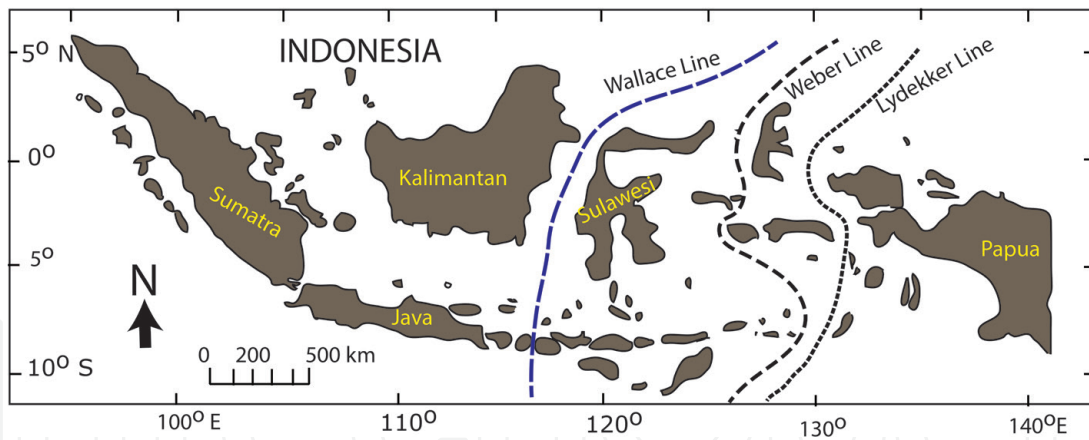 INDONESIA
5° N
0°
5°
10° S
Wallace Line
Weber Line
Lydekker Line
Sumatra
Kalimantan
Sulawesi
Papua
Java
N
0 200 500 km
100° E 110° 120° 130° 140° E